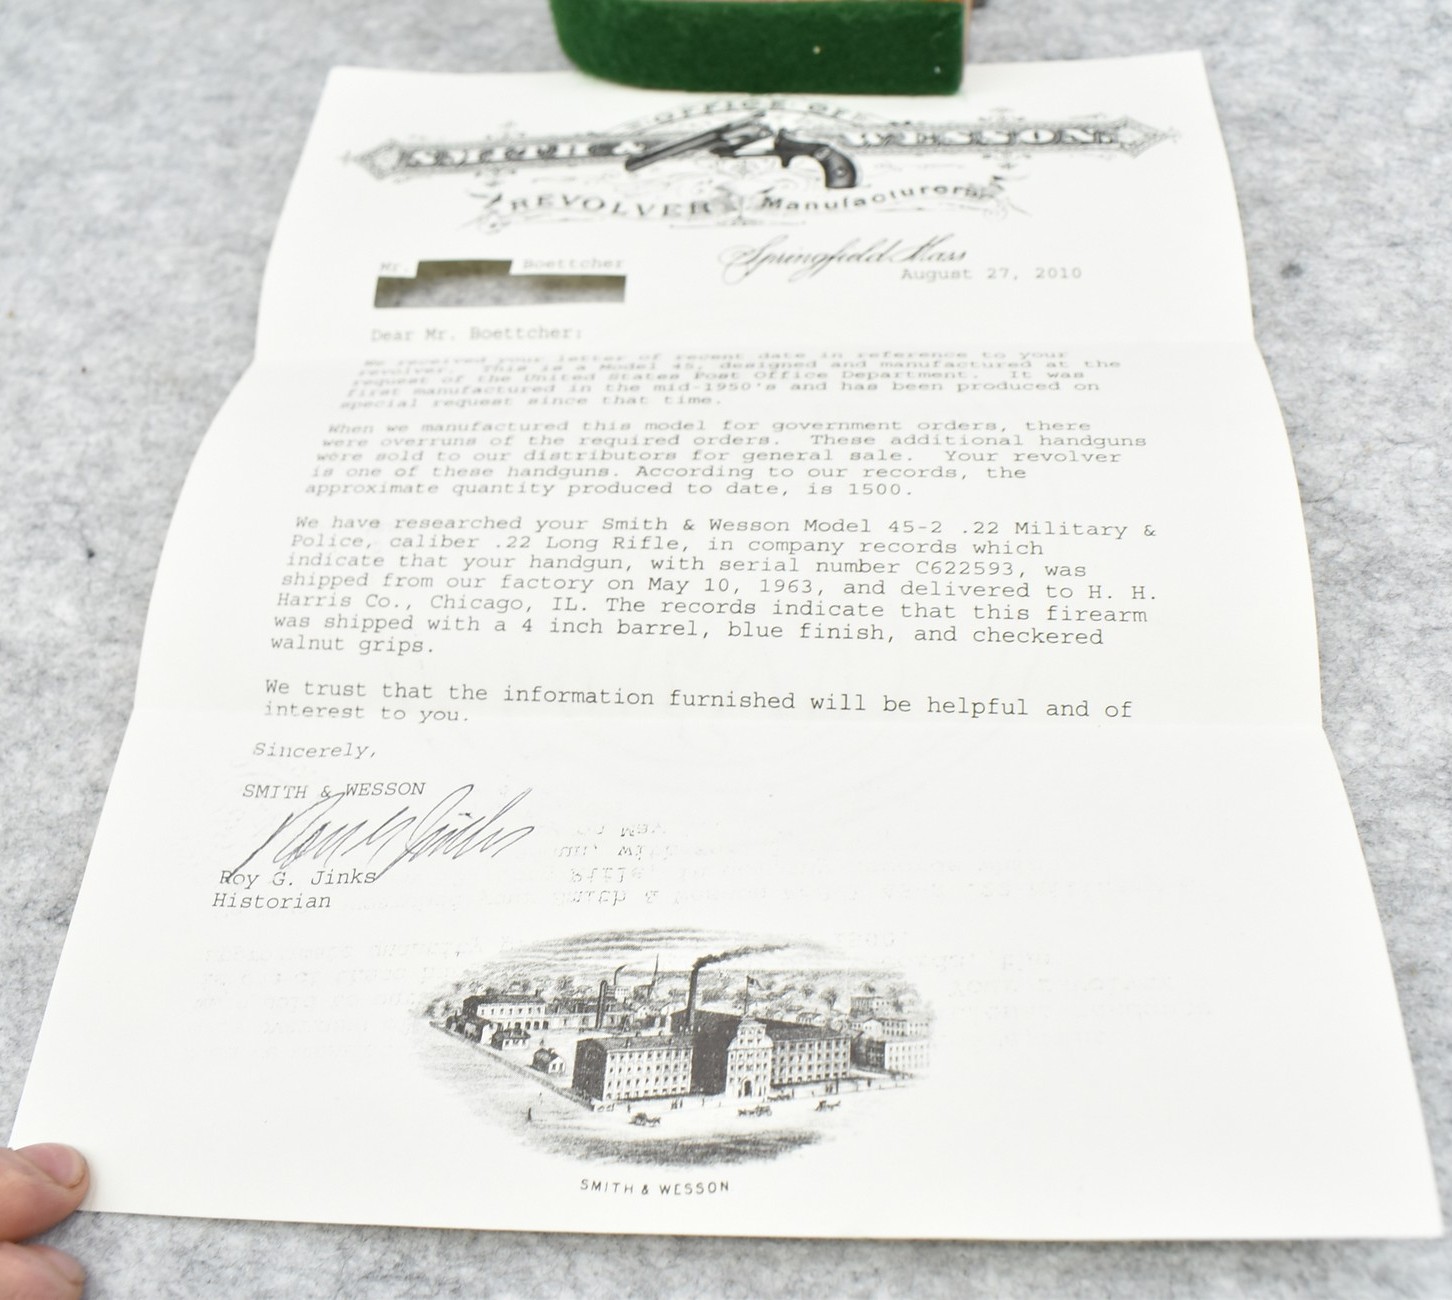 OFFICE OF
SMITH & WESSON,
REVOLVER Manufacturers,
Springfield Mass
Mr. Boettcher
August 27, 2010
Dear Mr. Boettcher:
We received your letter of recent date in reference to your
revolver. This is a Model 45, designed and manufactured at the
request of the United States Post Office Department. It was
first manufactured in the mid-1950's and has been produced on
special request since that time.
When we manufactured this model for government orders, there
were overruns of the required orders. These additional handguns
were sold to our distributors for general sale. Your revolver
is one of these handguns. According to our records, the
approximate quantity produced to date, is 1500.
We have researched your Smith & Wesson Model 45-2 .22 Military &
Police, caliber .22 Long Rifle, in company records which
indicate that your handgun, with serial number C622593, was
shipped from our factory on May 10, 1963, and delivered to H. H.
Harris Co., Chicago, IL. The records indicate that this firearm
was shipped with a 4 inch barrel, blue finish, and checkered
walnut grips.
We trust that the information furnished will be helpful and of
interest to you.
Sincerely,
SMITH & WESSON
Roy G. Jinks
Roy G. Jinks
Historian
SMITH & WESSON